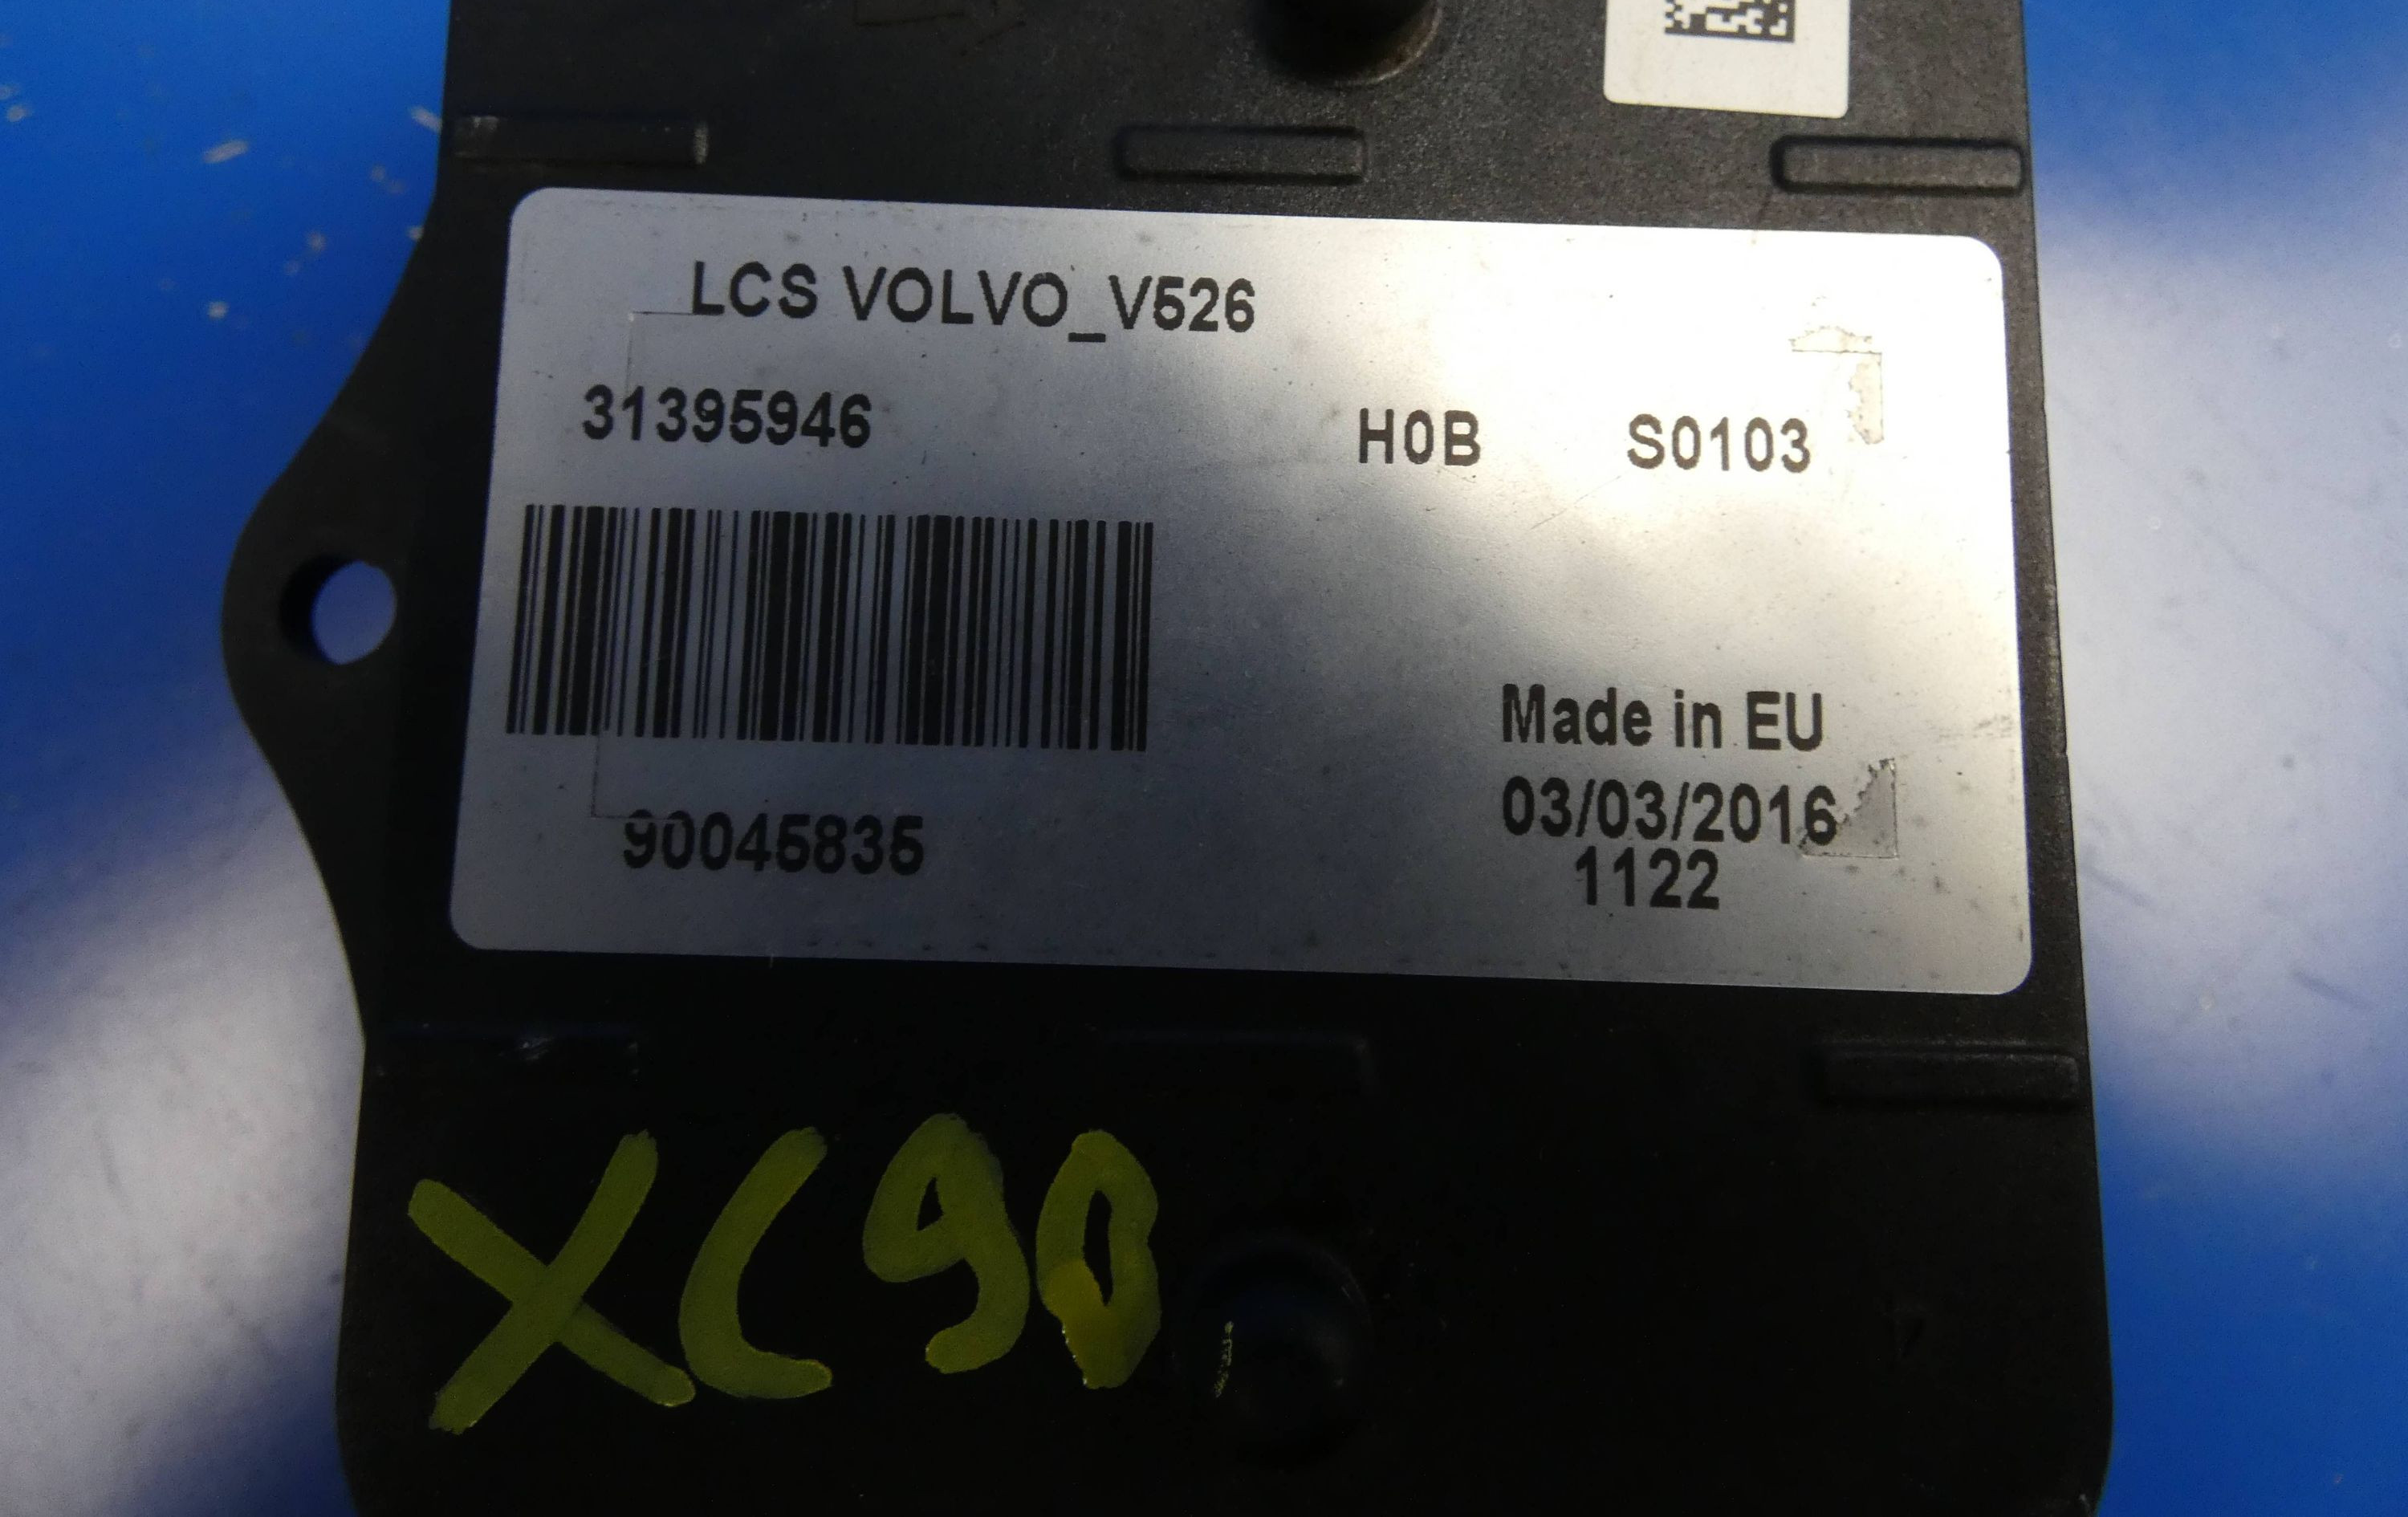 LCS VOLVO_V526
31395946 H0B S0103
Made in EU
90045835 03/03/2016
1122
XC90